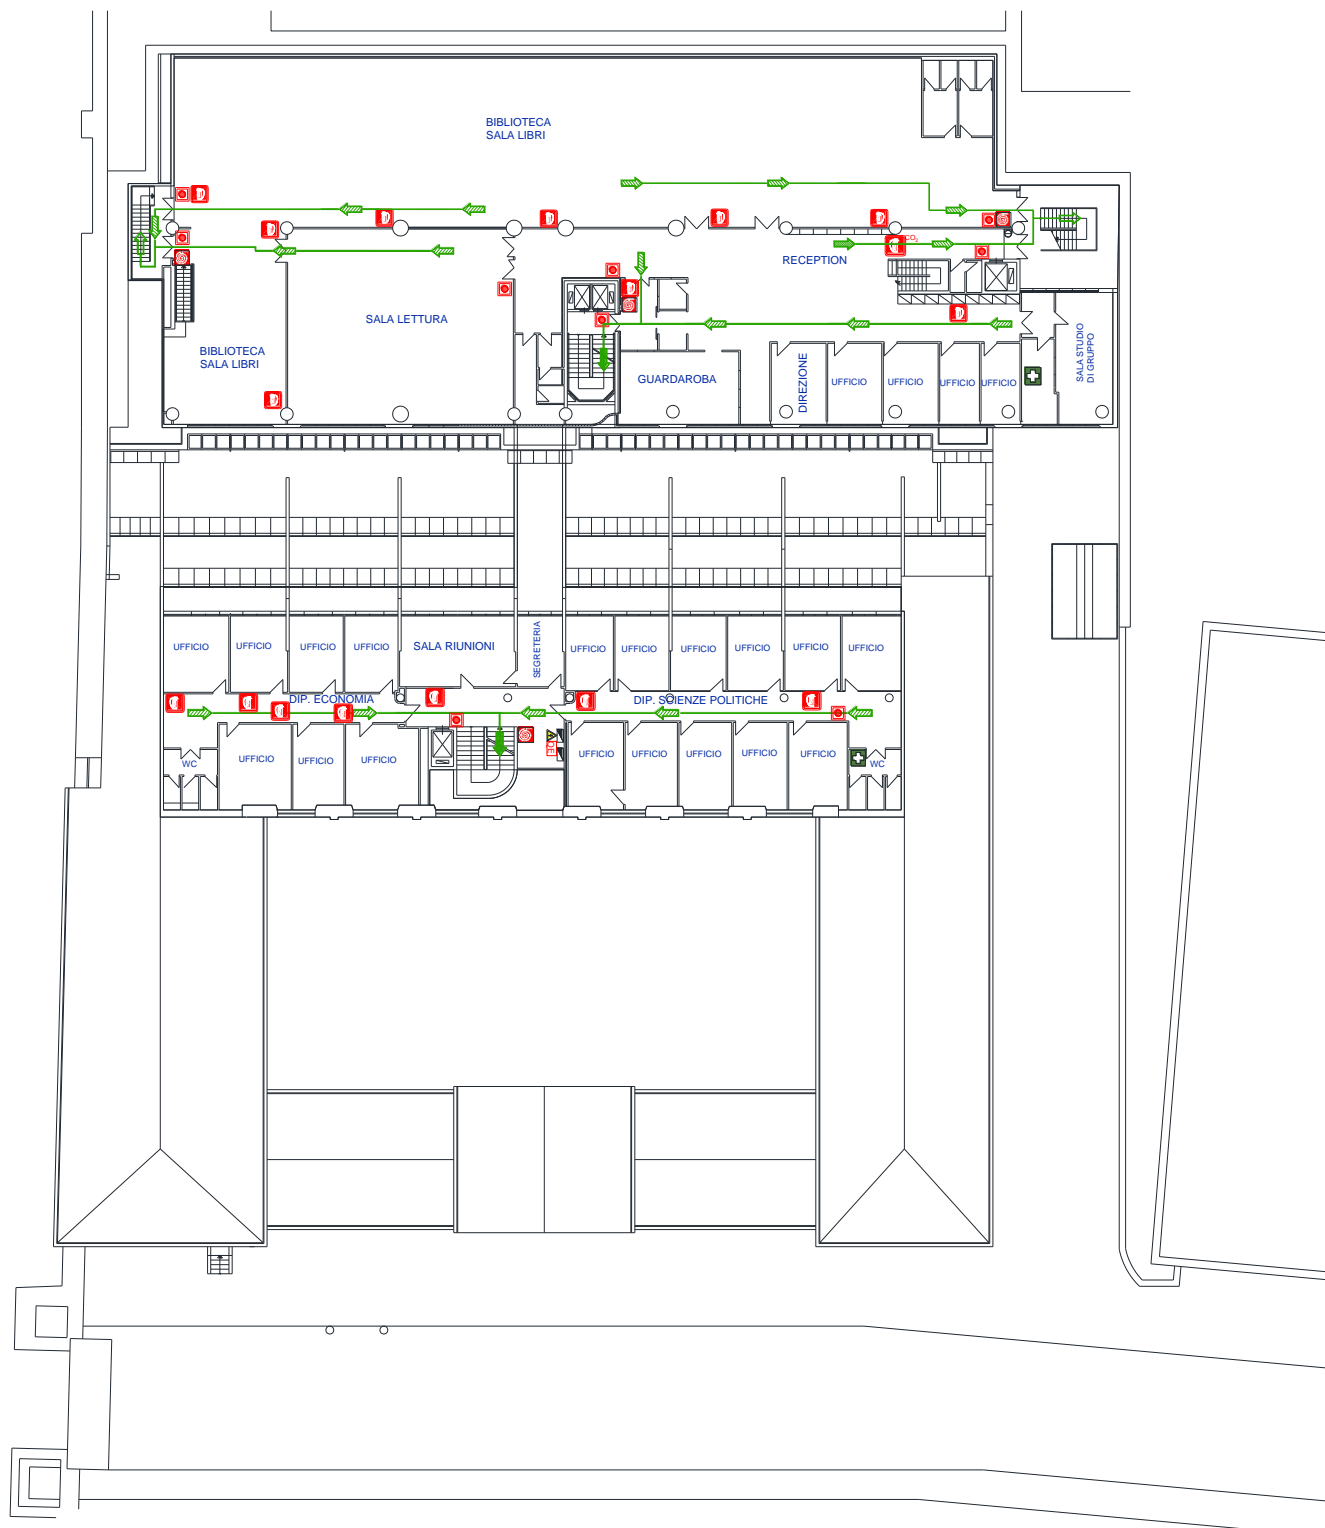 BIBLIOTECA
SALA LIBRI
CO2
RECEPTION
SALA LETTURA
BIBLIOTECA
SALA LIBRI
GUARDAROBA
DIREZIONE
UFFICIO
UFFICIO
UFFICIO
UFFICIO
SALA STUDIO
DI GRUPPO
UFFICIO
UFFICIO
UFFICIO
UFFICIO
SALA RIUNIONI
SEGRETERIA
UFFICIO
UFFICIO
UFFICIO
UFFICIO
UFFICIO
UFFICIO
DIP. ECONOMIA
DIP. SCIENZE POLITICHE
WC
UFFICIO
UFFICIO
UFFICIO
QE
UFFICIO
UFFICIO
UFFICIO
UFFICIO
UFFICIO
WC